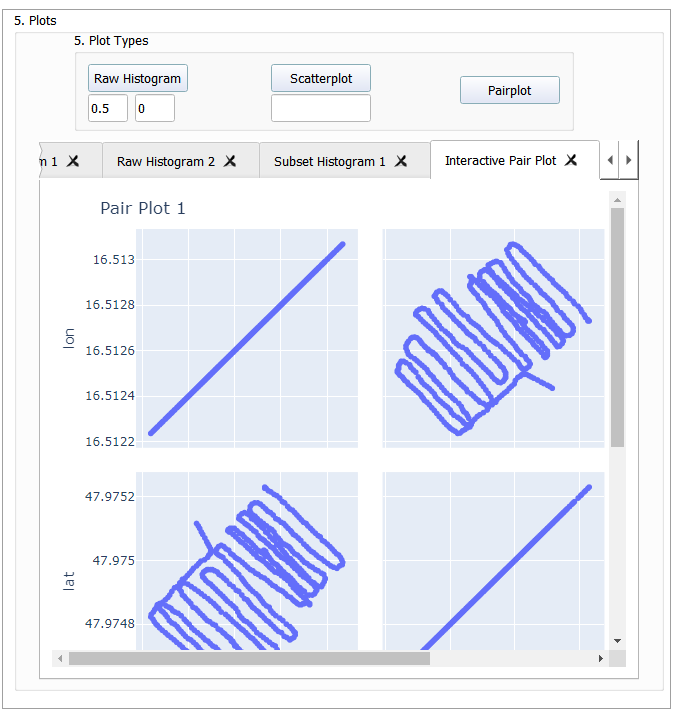 5. Plots
5. Plot Types
Raw Histogram
Scatterplot
Pairplot
0.5 0
m 1 Raw Histogram 2 Subset Histogram 1 Interactive Pair Plot
Pair Plot 1
16.513
16.5128
lon
16.5126
16.5124
16.5122
47.9752
47.975
lat
47.9748